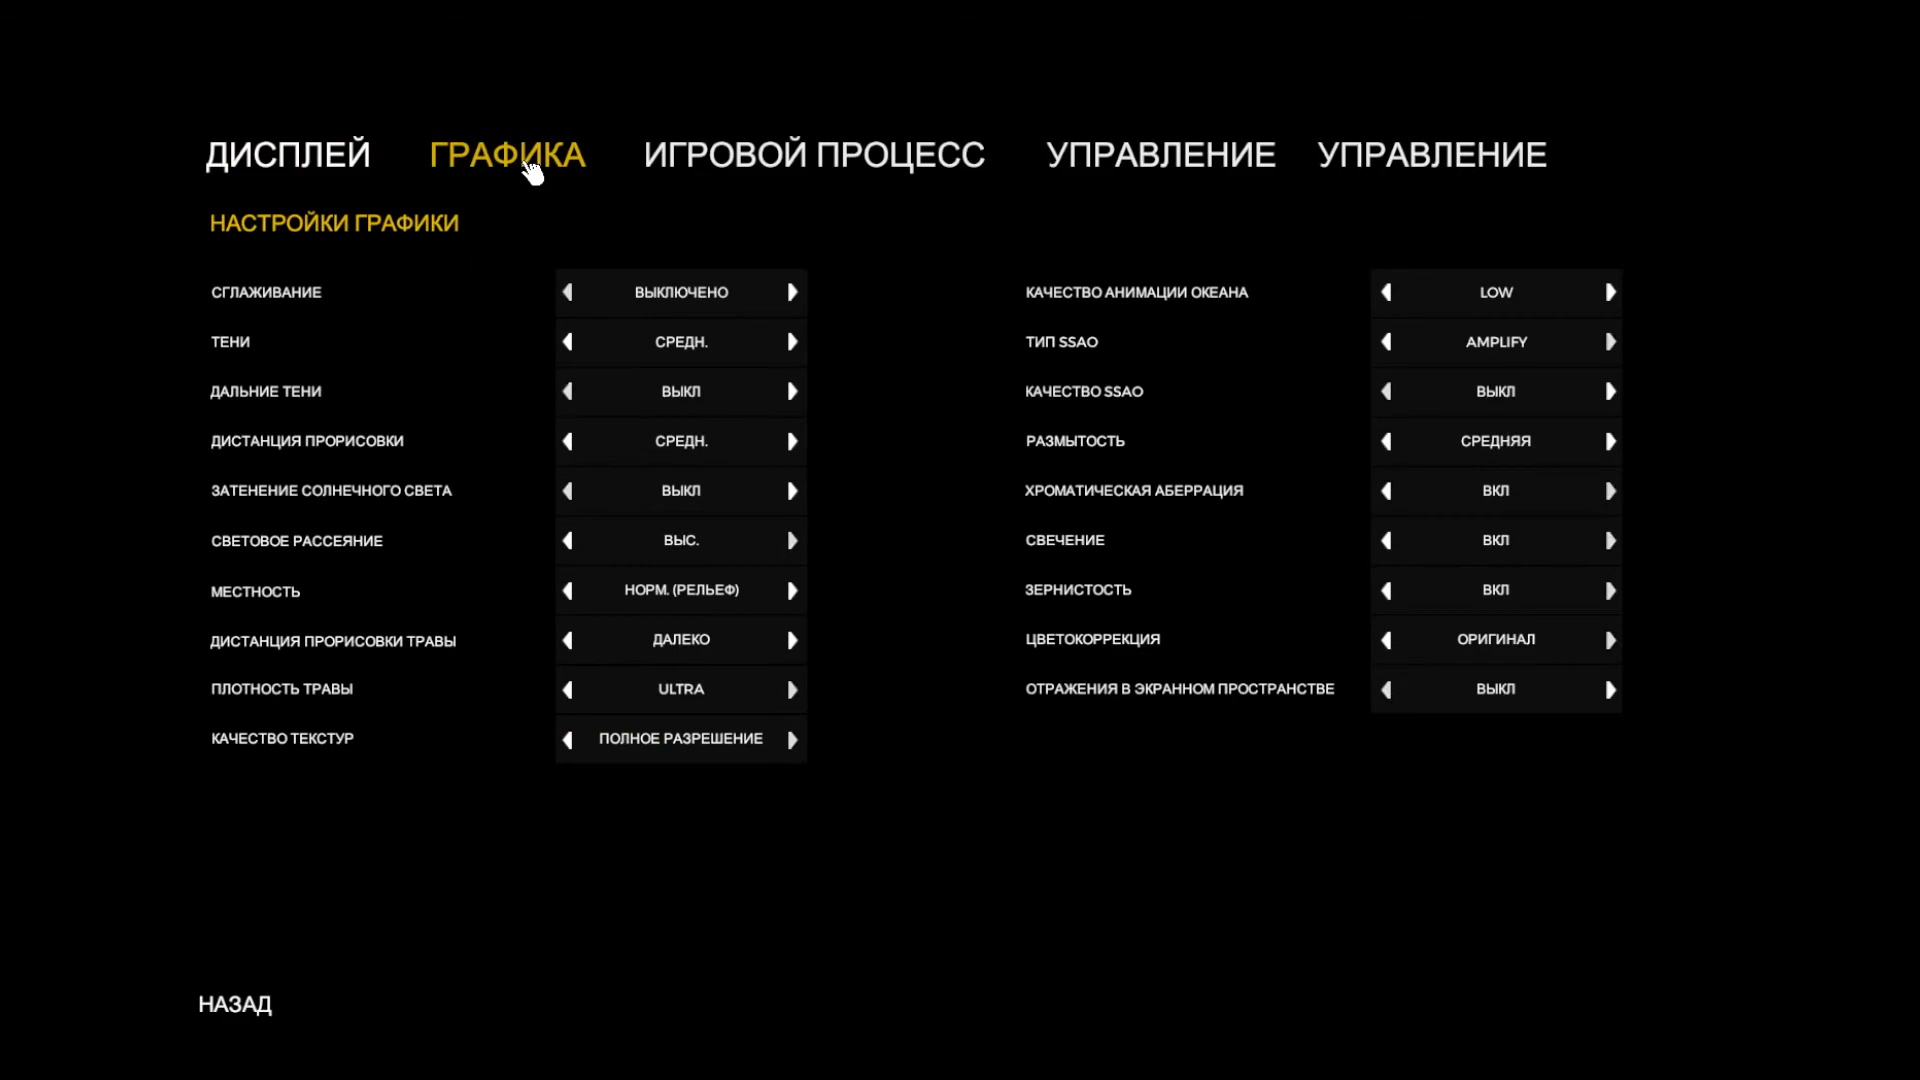 ДИСПЛЕЙ ГРАФИКА ИГРОВОЙ ПРОЦЕСС УПРАВЛЕНИЕ УПРАВЛЕНИЕ
НАСТРОЙКИ ГРАФИКИ
СГЛАЖИВАНИЕ ВЫКЛЮЧЕНО
ТЕНИ СРЕДН.
ДАЛЬНИЕ ТЕНИ ВЫКЛ
ДИСТАНЦИЯ ПРОРИСОВКИ СРЕДН.
ЗАТЕНЕНИЕ СОЛНЕЧНОГО СВЕТА ВЫКЛ
СВЕТОВОЕ РАССЕЯНИЕ ВЫС.
МЕСТНОСТЬ НОРМ. (РЕЛЬЕФ)
ДИСТАНЦИЯ ПРОРИСОВКИ ТРАВЫ ДАЛЕКО
ПЛОТНОСТЬ ТРАВЫ ULTRA
КАЧЕСТВО ТЕКСТУР ПОЛНОЕ РАЗРЕШЕНИЕ
КАЧЕСТВО АНИМАЦИИ ОКЕАНА LOW
ТИП SSAO AMPLIFY
КАЧЕСТВО SSAO ВЫКЛ
РАЗМЫТОСТЬ СРЕДНЯЯ
ХРОМАТИЧЕСКАЯ АБЕРРАЦИЯ ВКЛ
СВЕЧЕНИЕ ВКЛ
ЗЕРНИСТОСТЬ ВКЛ
ЦВЕТОКОРРЕКЦИЯ ОРИГИНАЛ
ОТРАЖЕНИЯ В ЭКРАННОМ ПРОСТРАНСТВЕ ВЫКЛ
НАЗАД